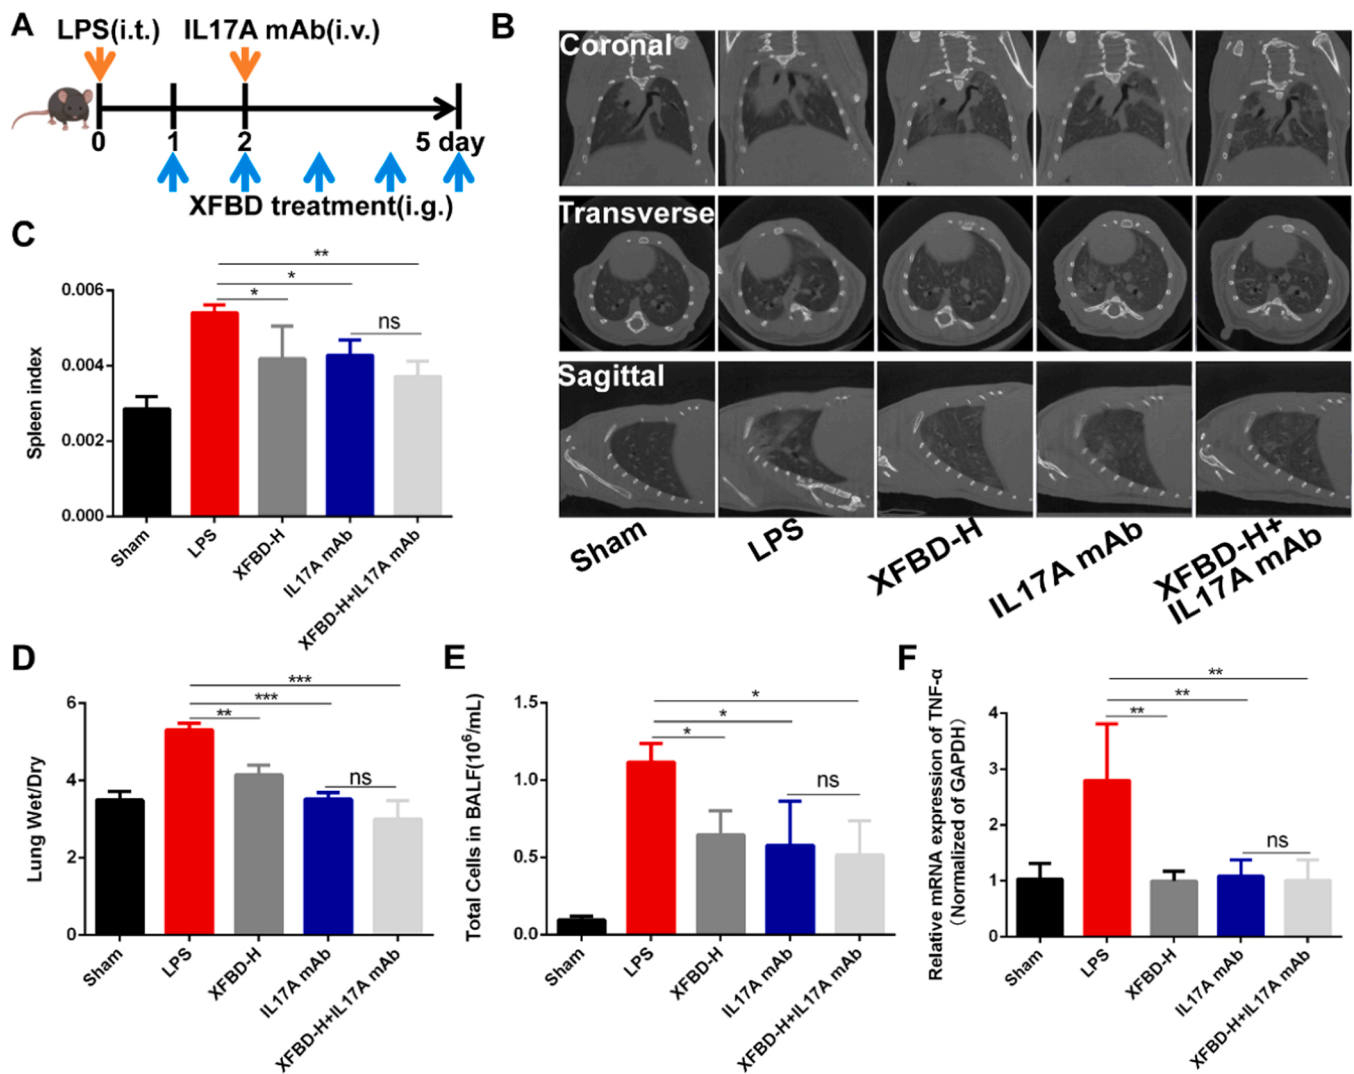 A
LPS(i.t.)
IL17A mAb(i.v.)
0
1
2
5 day
XFBD treatment(i.g.)
B
Coronal
Transverse
Sagittal
Sham
LPS
XFBD-H
IL17A mAb
XFBD-H+
IL17A mAb
C
Spleen index
0.006
0.004
0.002
0.000
**
*
*
ns
Sham
LPS
XFBD-H
IL17A mAb
XFBD-H+IL17A mAb
D
Lung Wet/Dry
6
4
2
0
***
***
**
ns
Sham
LPS
XFBD-H
IL17A mAb
XFBD-H+IL17A mAb
E
Total Cells in BALF(10⁶/mL)
1.5
1.0
0.5
0.0
*
*
*
ns
Sham
LPS
XFBD-H
IL17A mAb
XFBD-H+IL17A mAb
F
Relative mRNA expression of TNF-α
(Normalized of GAPDH)
4
3
2
1
0
**
**
**
ns
Sham
LPS
XFBD-H
IL17A mAb
XFBD-H+IL17A mAb